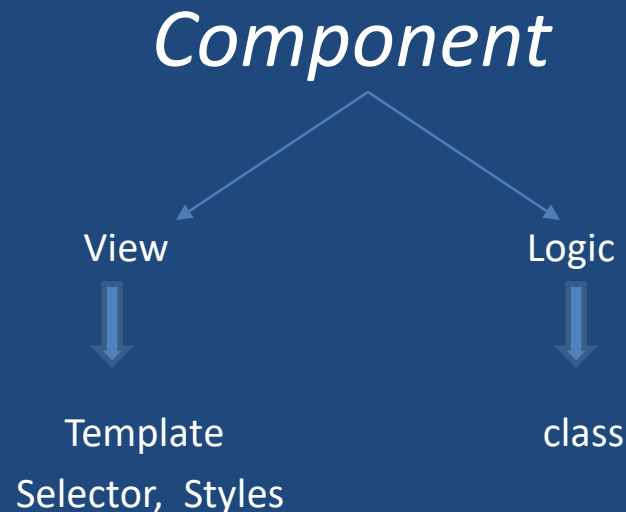 Component
View
Logic
Template
class
Selector, Styles